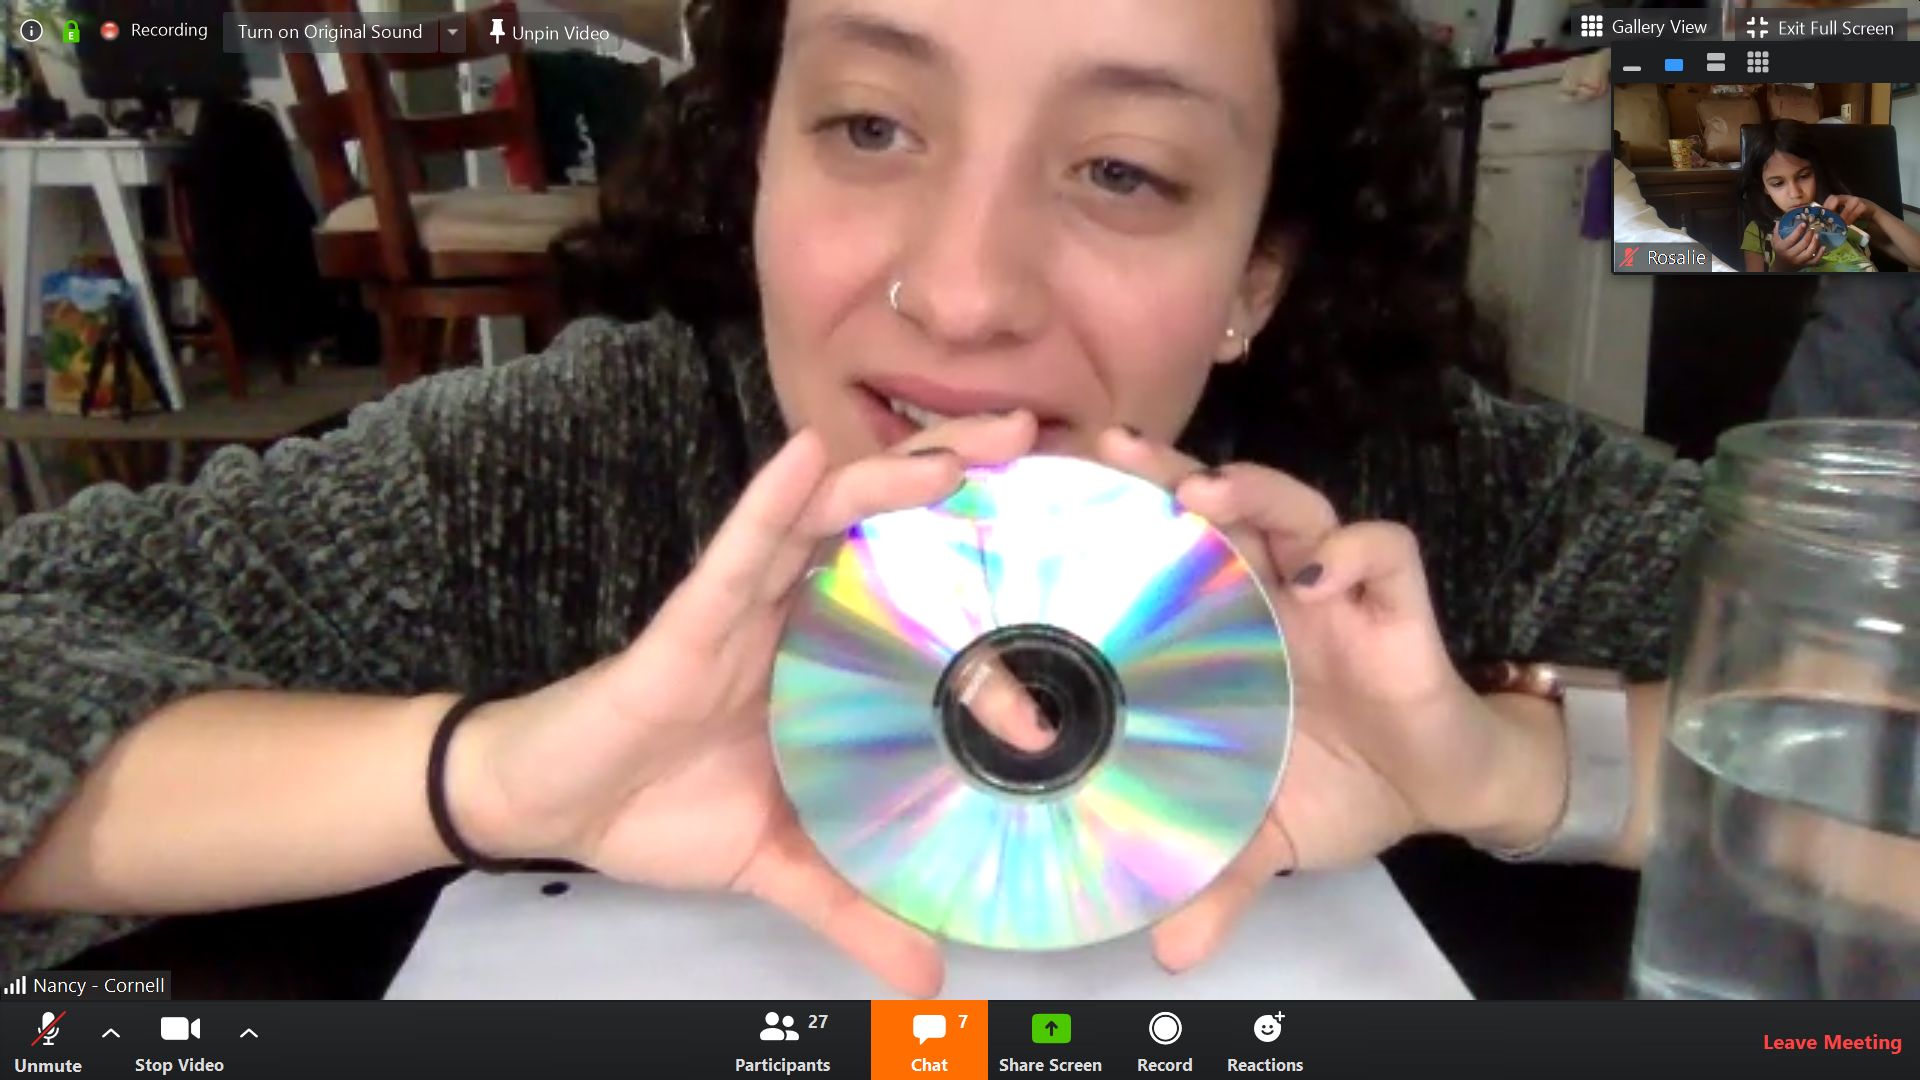 Recording
Turn on Original Sound
Unpin Video
Gallery View
Exit Full Screen
Rosalie
Nancy - Cornell
Unmute
Stop Video
27
Participants
7
Chat
Share Screen
Record
Reactions
Leave Meeting